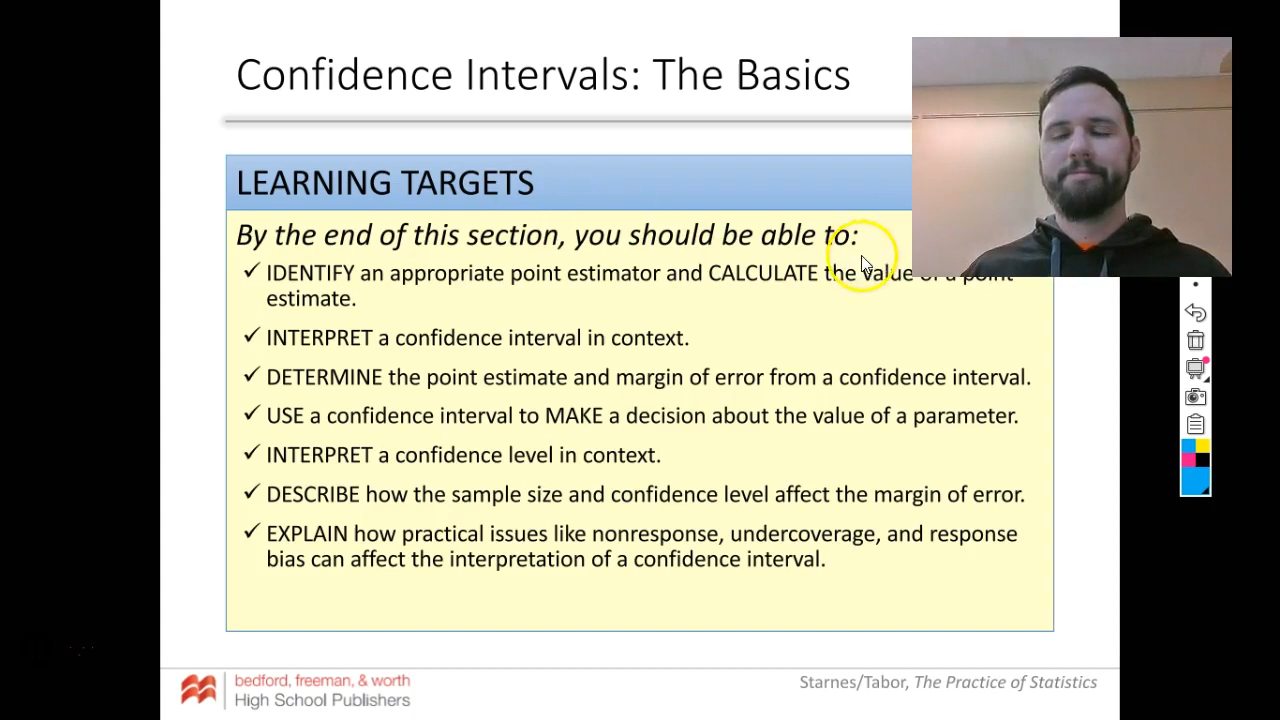 Confidence Intervals: The Basics
LEARNING TARGETS
By the end of this section, you should be able to:
✓ IDENTIFY an appropriate point estimator and CALCULATE the value of a point
estimate.
✓ INTERPRET a confidence interval in context.
✓ DETERMINE the point estimate and margin of error from a confidence interval.
✓ USE a confidence interval to MAKE a decision about the value of a parameter.
✓ INTERPRET a confidence level in context.
✓ DESCRIBE how the sample size and confidence level affect the margin of error.
✓ EXPLAIN how practical issues like nonresponse, undercoverage, and response
bias can affect the interpretation of a confidence interval.
bedford, freeman, & worth
High School Publishers
Starnes/Tabor, The Practice of Statistics